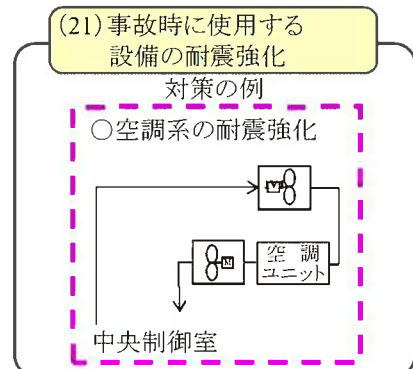 (21)事故時に使用する
設備の耐震強化
対策の例
○空調系の耐震強化
M
空調
ユニット
中央制御室